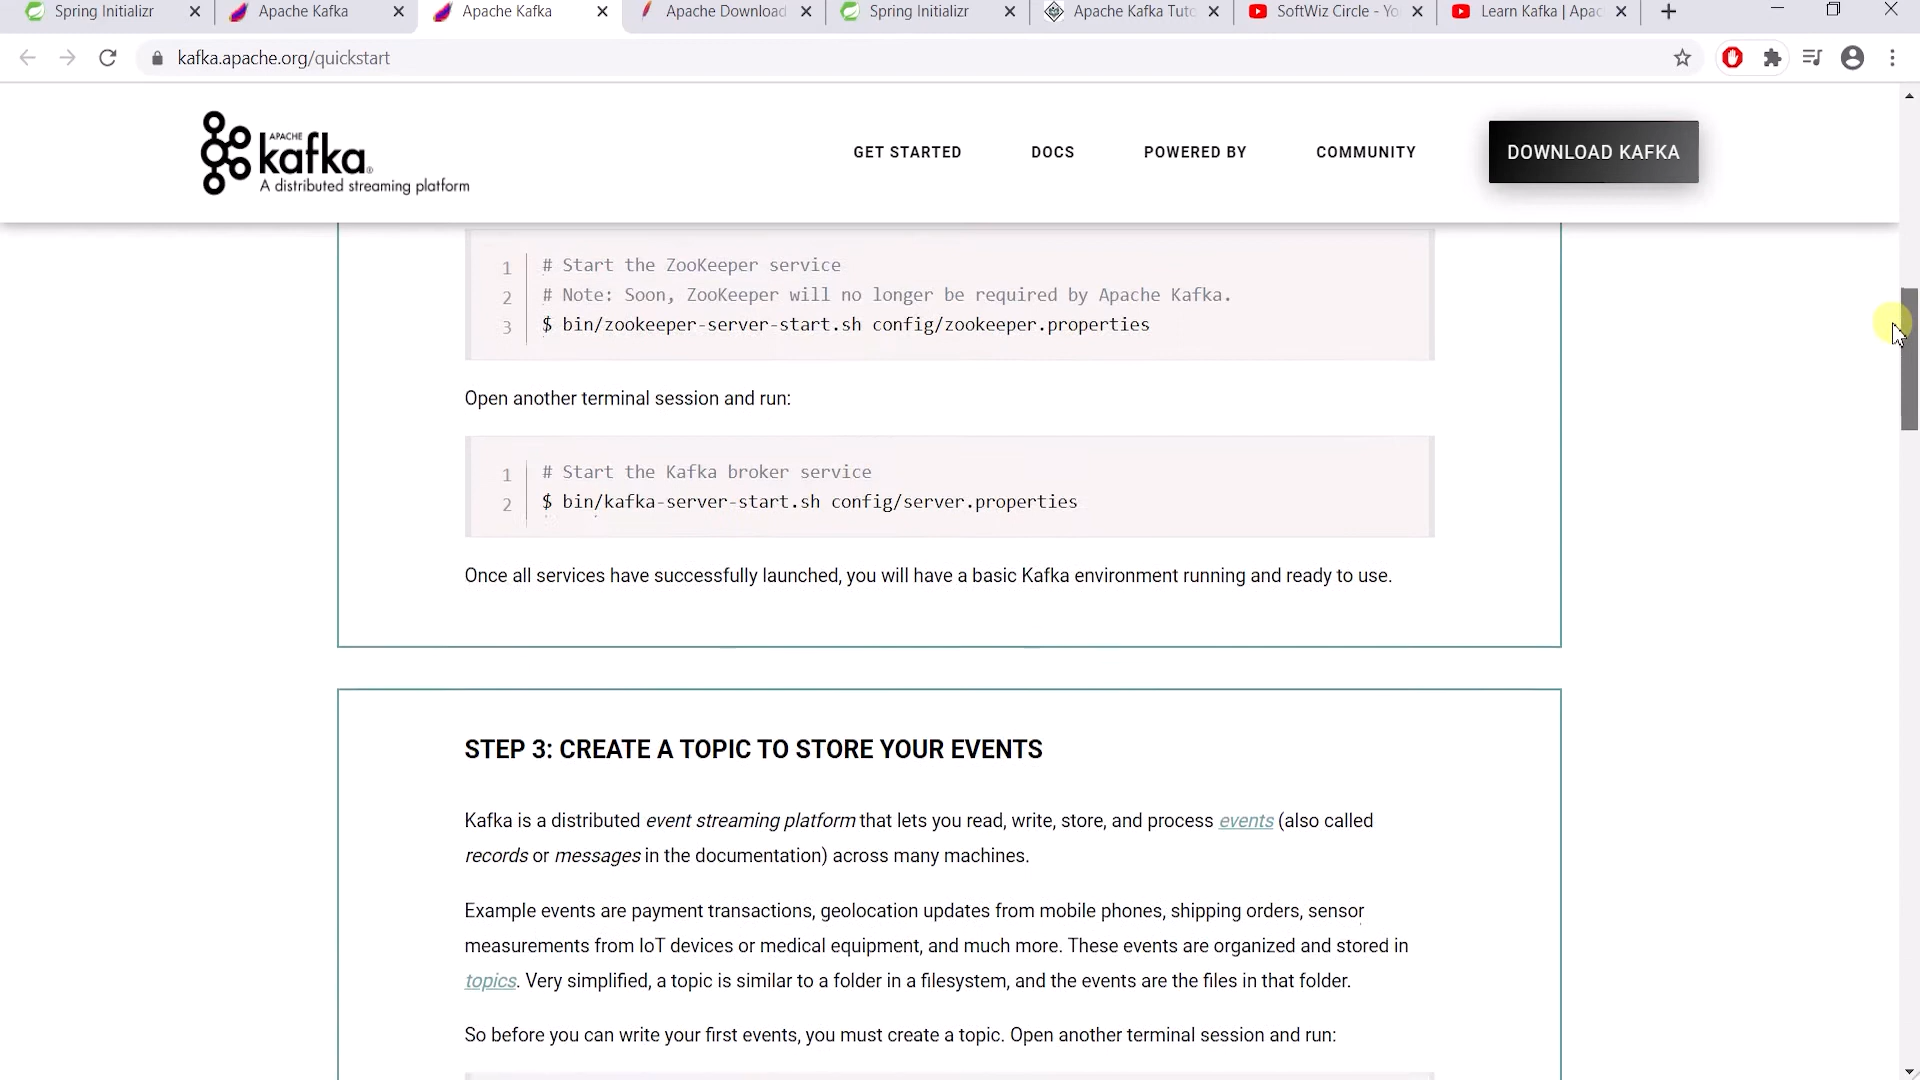 Spring Initializr
Apache Kafka
Apache Kafka
Apache Download
Spring Initializr
Apache Kafka Tuto
SoftWiz Circle - Yo
Learn Kafka | Apac
kafka.apache.org/quickstart
APACHE
kafka®
A distributed streaming platform
GET STARTED
DOCS
POWERED BY
COMMUNITY
DOWNLOAD KAFKA
1 # Start the ZooKeeper service
2 # Note: Soon, ZooKeeper will no longer be required by Apache Kafka.
3 $ bin/zookeeper-server-start.sh config/zookeeper.properties
Open another terminal session and run:
1 # Start the Kafka broker service
2 $ bin/kafka-server-start.sh config/server.properties
Once all services have successfully launched, you will have a basic Kafka environment running and ready to use.
STEP 3: CREATE A TOPIC TO STORE YOUR EVENTS
Kafka is a distributed event streaming platform that lets you read, write, store, and process events (also called
records or messages in the documentation) across many machines.
Example events are payment transactions, geolocation updates from mobile phones, shipping orders, sensor
measurements from IoT devices or medical equipment, and much more. These events are organized and stored in
topics. Very simplified, a topic is similar to a folder in a filesystem, and the events are the files in that folder.
So before you can write your first events, you must create a topic. Open another terminal session and run: